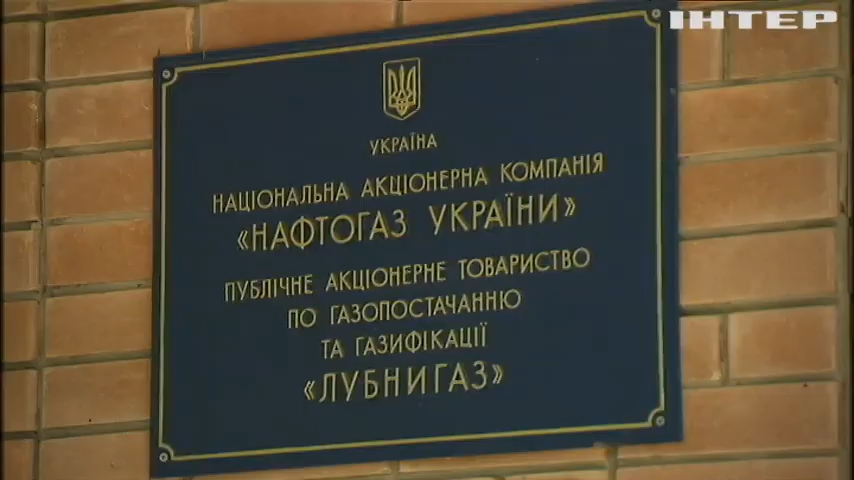 ІНТЕР
УКРАЇНА
НАЦІОНАЛЬНА АКЦІОНЕРНА КОМПАНІЯ
«НАФТОГАЗ УКРАЇНИ»
ПУБЛІЧНЕ АКЦІОНЕРНЕ ТОВАРИСТВО
ПО ГАЗОПОСТАЧАННЮ
ТА ГАЗИФІКАЦІЇ
«ЛУБНИГАЗ»